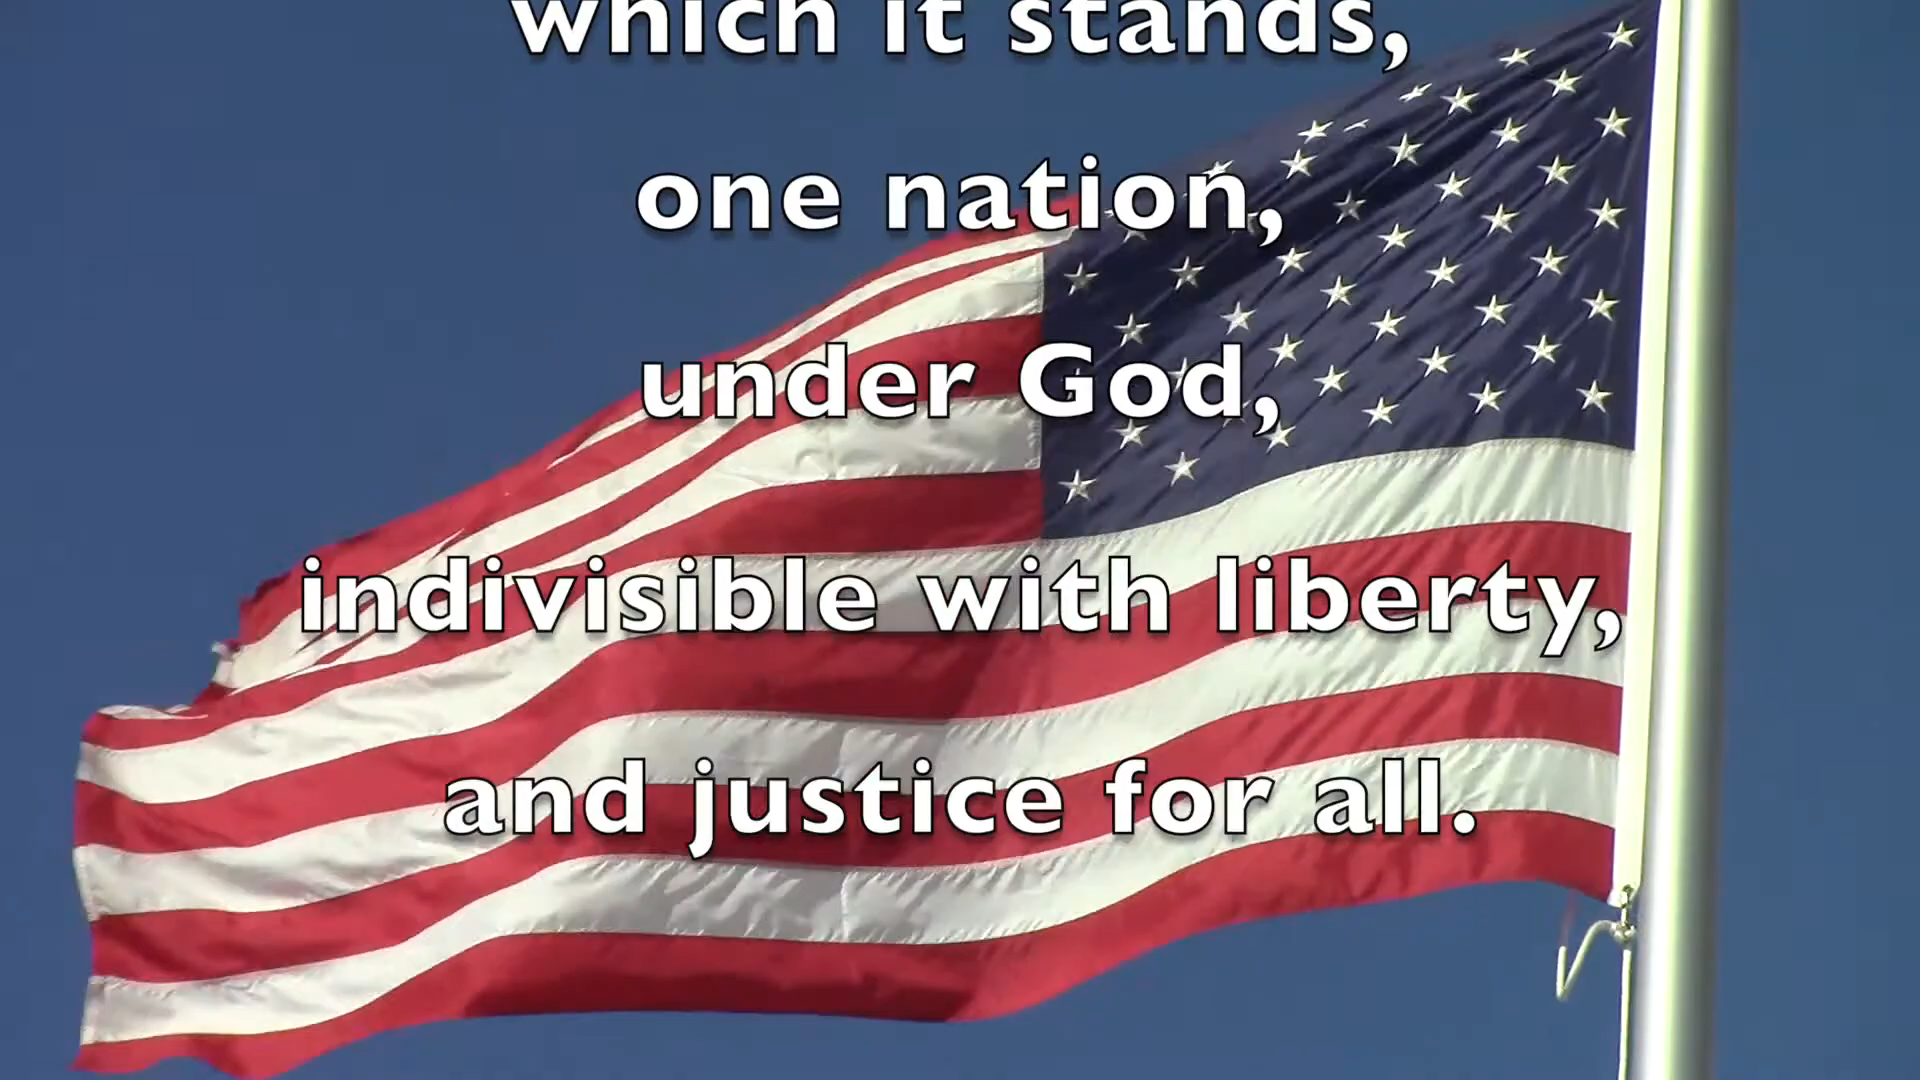 which it stands,
one nation,
under God,
indivisible with liberty,
and justice for all.